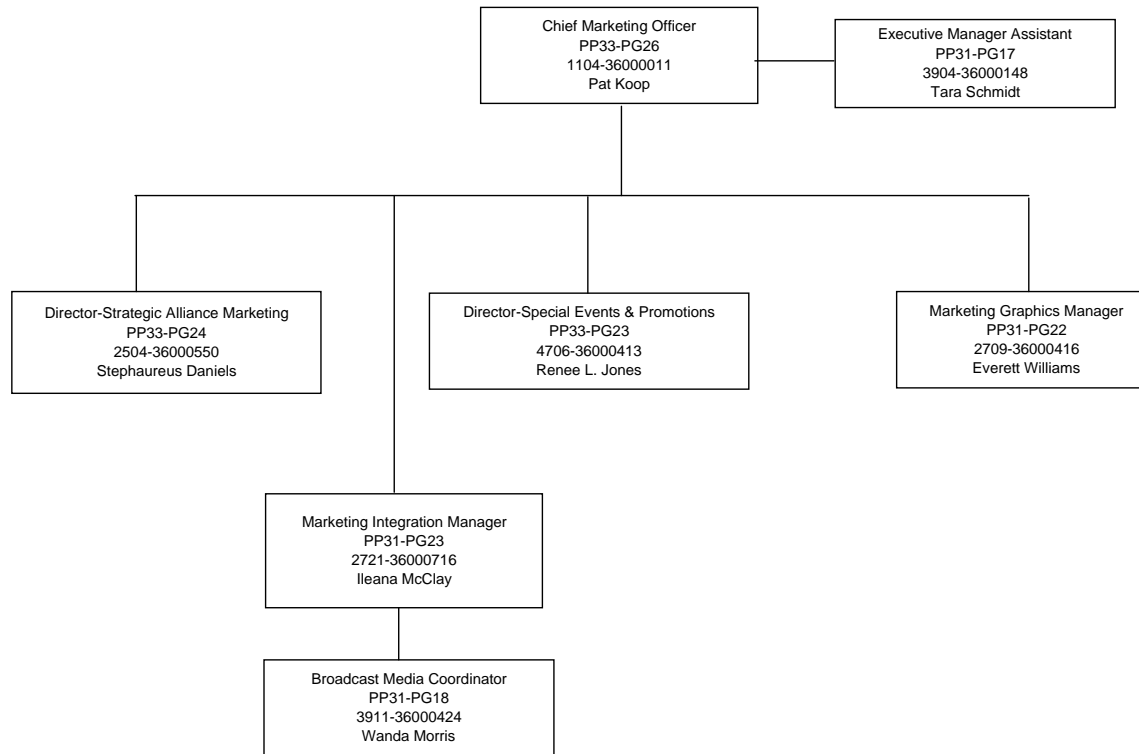 Chief Marketing Officer
PP33-PG26
1104-36000011
Pat Koop
Executive Manager Assistant
PP31-PG17
3904-36000148
Tara Schmidt
Director-Strategic Alliance Marketing
PP33-PG24
2504-36000550
Stephaureus Daniels
Director-Special Events & Promotions
PP33-PG23
4706-36000413
Renee L. Jones
Marketing Graphics Manager
PP31-PG22
2709-36000416
Everett Williams
Marketing Integration Manager
PP31-PG23
2721-36000716
Ileana McClay
Broadcast Media Coordinator
PP31-PG18
3911-36000424
Wanda Morris